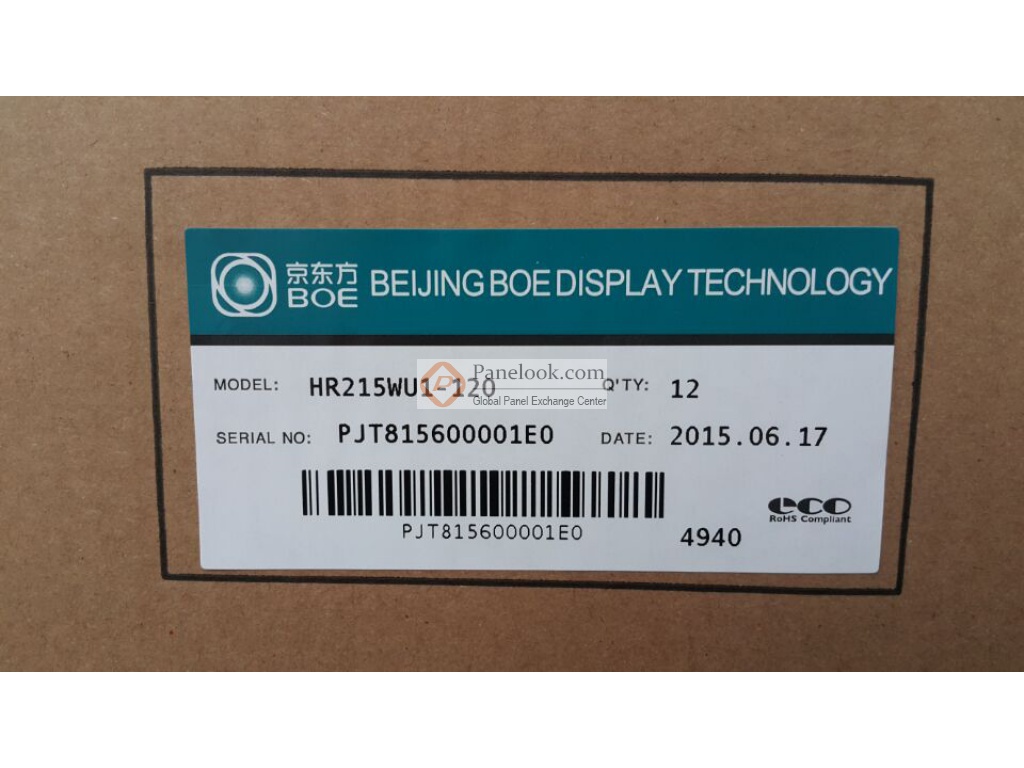 京东方
BOE
BEIJING BOE DISPLAY TECHNOLOGY
MODEL: HR215WU1-120 Q'TY: 12
Panelook.com
Global Panel Exchange Center
SERIAL NO: PJT815600001E0 DATE: 2015.06.17
PJT815600001E0
4940
eco
RoHS Compliant